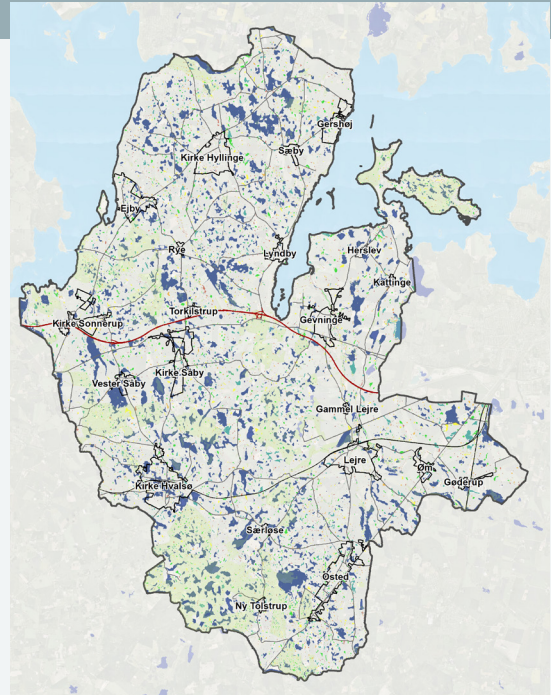 Gershøj
Sæby
Kirke Hyllinge
Ejby
Rye
Lyndby
Herslev
Kattinge
Torkilstrup
Gevninge
Kirke Sonnerup
Kirke Såby
Vester Såby
Gammel Lejre
Lejre
Øm
Gøderup
Kirke Hvalsø
Særløse
Osted
Ny Tolstrup